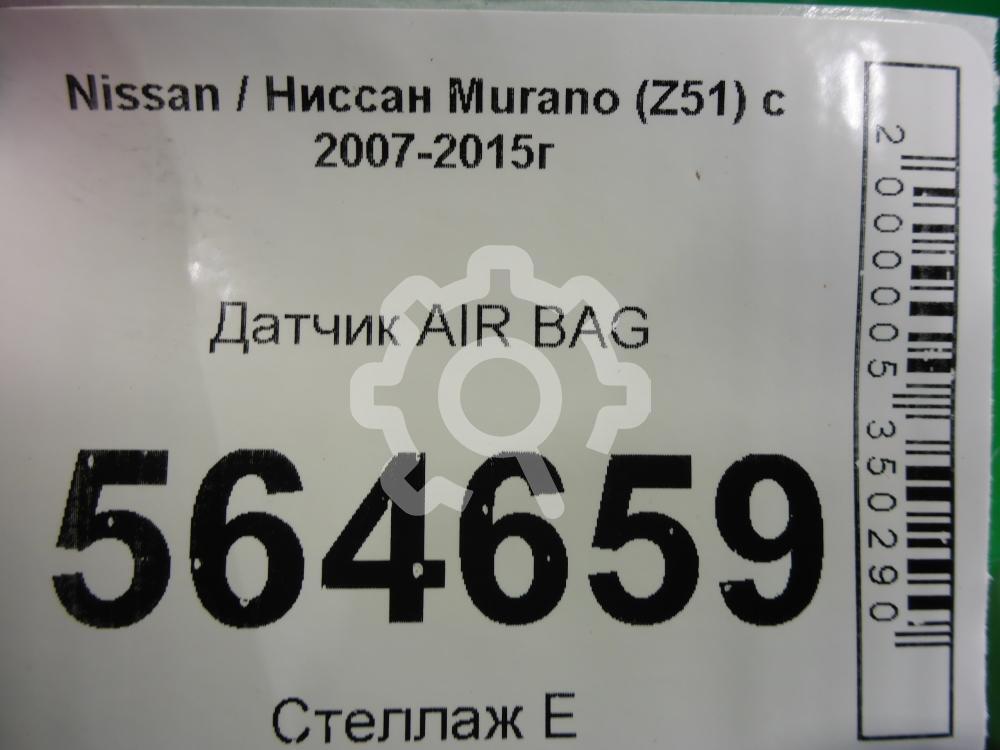 Nissan / Ниссан Murano (Z51) с
2007-2015г
Датчик AIR BAG
564659
Стеллаж Е
2000005350290